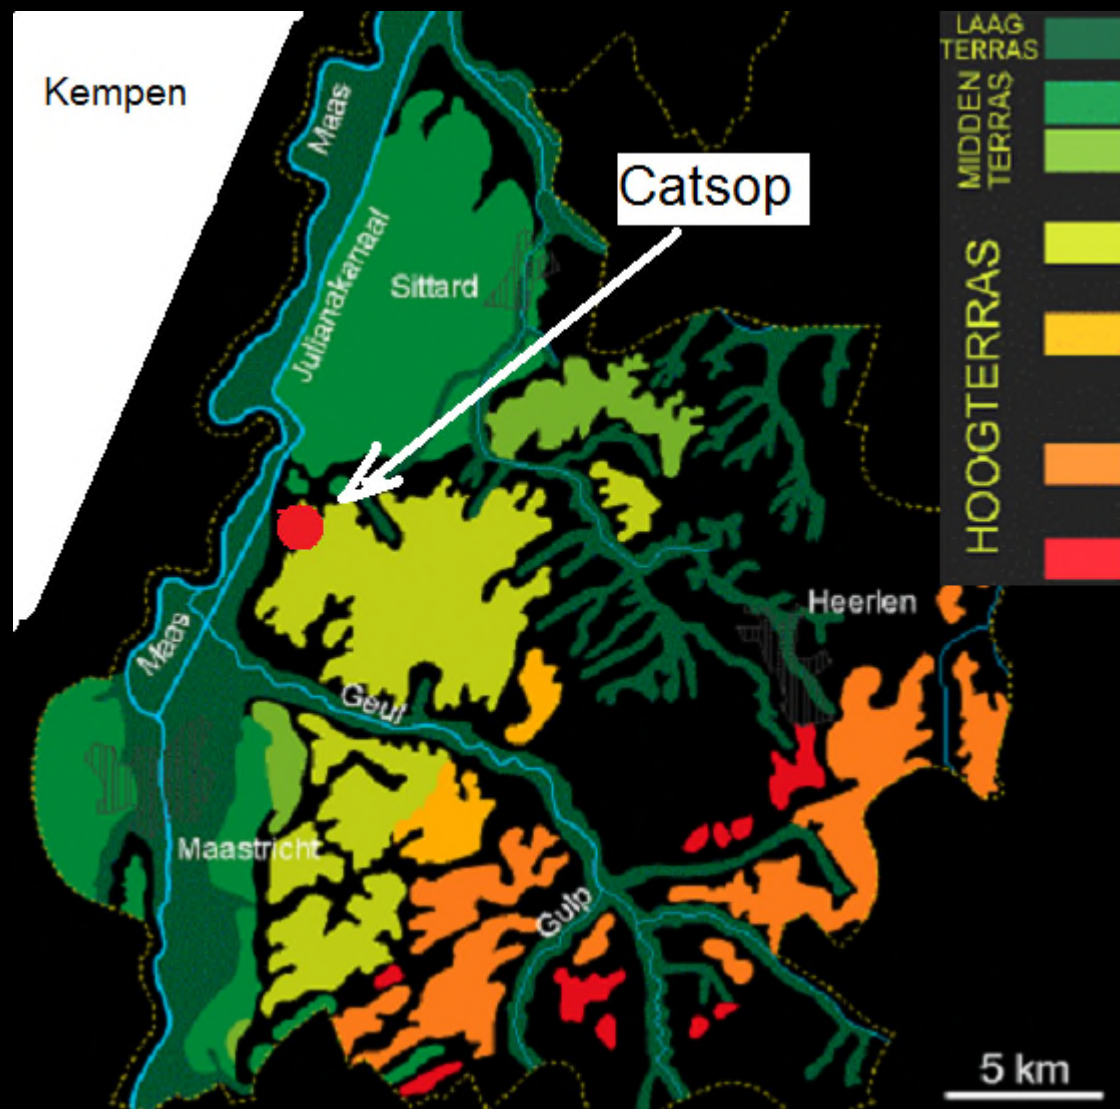 LAAG
TERRAS
Kempen
MIDDEN
TERRAS
Maas
Catsop
Julianakanaal
Sittard
HOOGTERRAS
Heerlen
Maas
Geul
Maastricht
Gulp
5 km